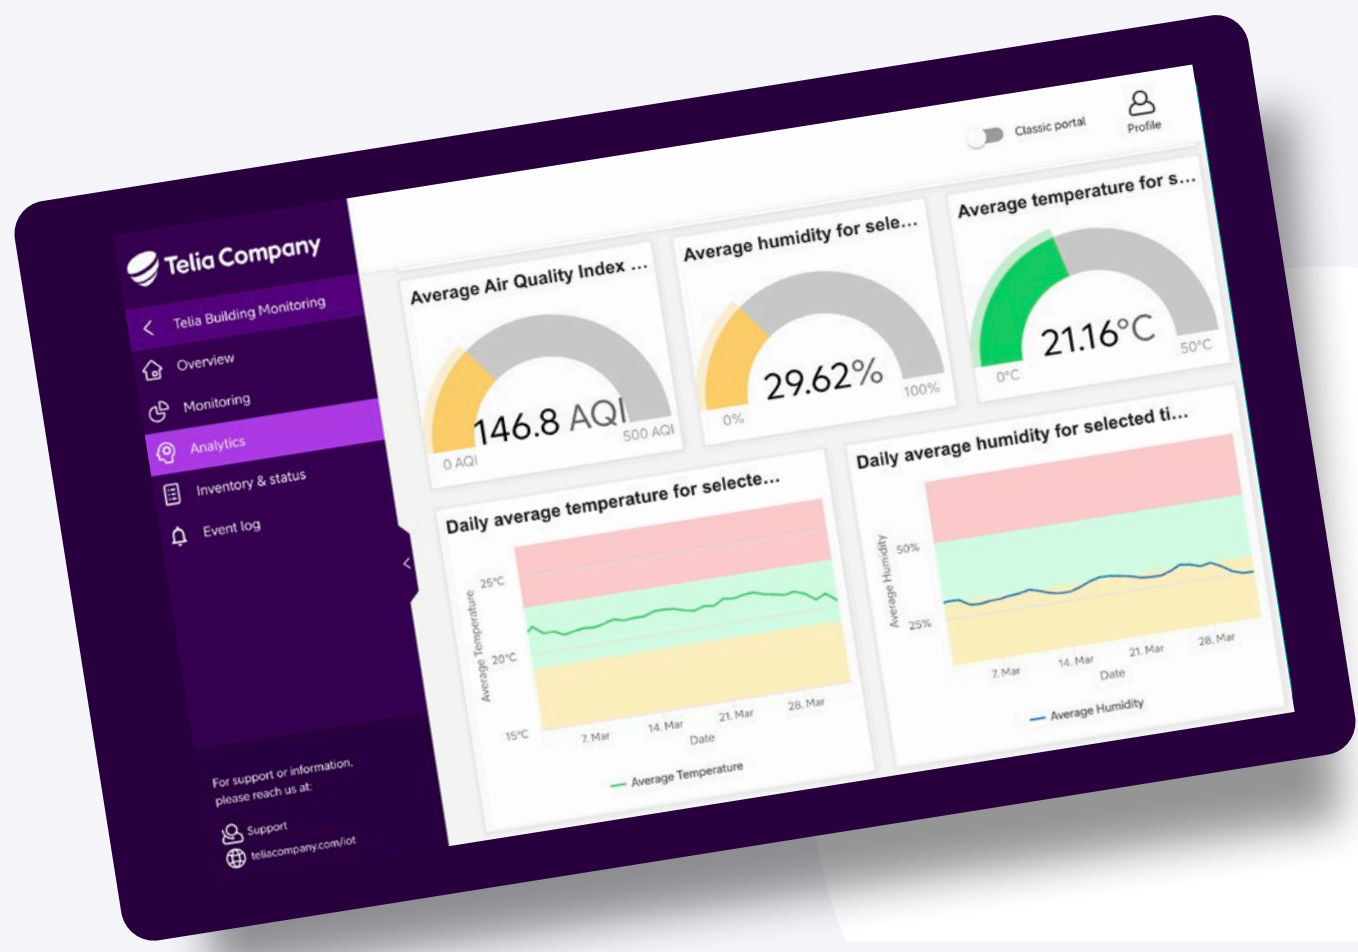 Classic portal
Profile
Telia Company
Telia Building Monitoring
Overview
Monitoring
Analytics
Inventory & status
Event log
For support or information,
please reach us at:
Support
teliacompany.com/iot
Average Air Quality Index ...
146.8 AQI
0 AQI
500 AQI
Average humidity for sele...
29.62%
0%
100%
Average temperature for s...
21.16°C
0°C
50°C
Daily average temperature for selecte...
Average Temperature
25°C
20°C
15°C
7. Mar
14. Mar
21. Mar
28. Mar
Date
Average Temperature
Daily average humidity for selected ti...
Average Humidity
50%
25%
7. Mar
14. Mar
21. Mar
28. Mar
Date
Average Humidity